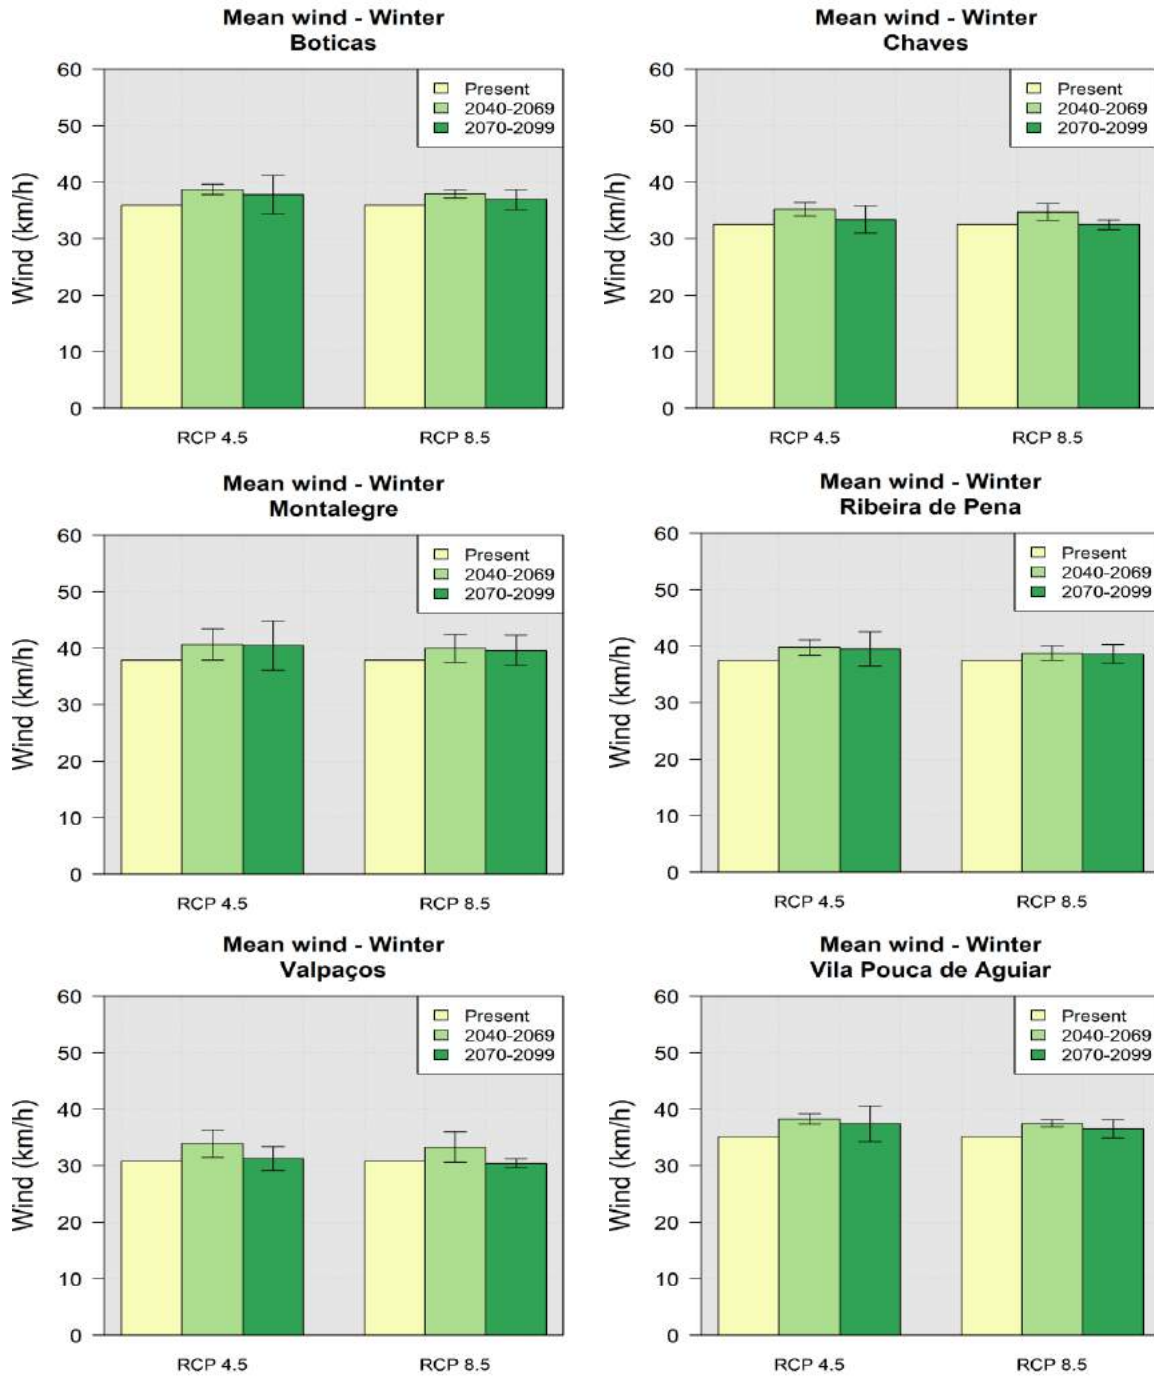 Mean wind - Winter
Boticas
Wind (km/h)
60
50
40
30
20
10
0
Present
2040-2069
2070-2099
RCP 4.5
RCP 8.5
Mean wind - Winter
Chaves
Wind (km/h)
60
50
40
30
20
10
0
Present
2040-2069
2070-2099
RCP 4.5
RCP 8.5
Mean wind - Winter
Montalegre
Wind (km/h)
60
50
40
30
20
10
0
Present
2040-2069
2070-2099
RCP 4.5
RCP 8.5
Mean wind - Winter
Ribeira de Pena
Wind (km/h)
60
50
40
30
20
10
0
Present
2040-2069
2070-2099
RCP 4.5
RCP 8.5
Mean wind - Winter
Valpaços
Wind (km/h)
60
50
40
30
20
10
0
Present
2040-2069
2070-2099
RCP 4.5
RCP 8.5
Mean wind - Winter
Vila Pouca de Aguiar
Wind (km/h)
60
50
40
30
20
10
0
Present
2040-2069
2070-2099
RCP 4.5
RCP 8.5